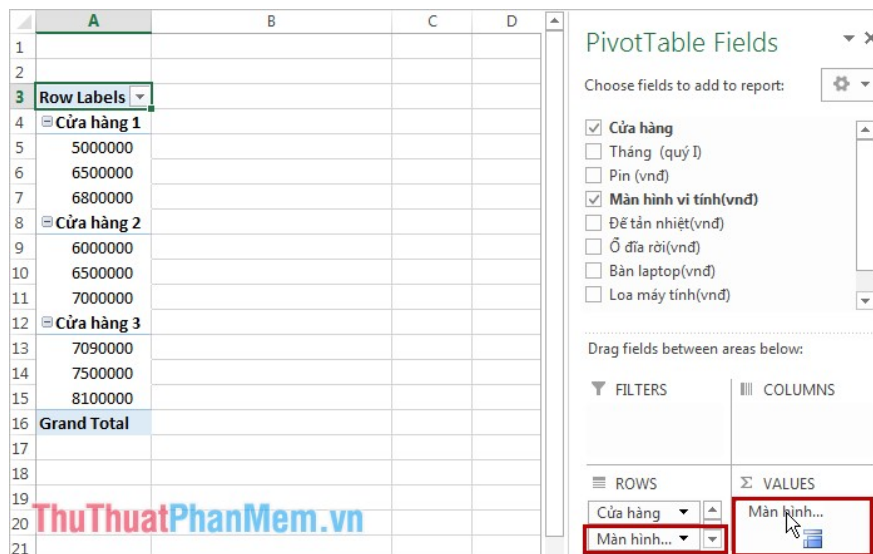 A B C D
1
2
3 Row Labels
4 Cửa hàng 1
5 5000000
6 6500000
7 6800000
8 Cửa hàng 2
9 6000000
10 6500000
11 7000000
12 Cửa hàng 3
13 7090000
14 7500000
15 8100000
16 Grand Total
17
18
19
20
21
ThuThuatPhanMem.vn
PivotTable Fields
Choose fields to add to report:
Cửa hàng
Tháng (quý I)
Pin (vnđ)
Màn hình vi tính(vnđ)
Đế tản nhiệt(vnđ)
Ổ đĩa rời(vnđ)
Bàn laptop(vnđ)
Loa máy tính(vnđ)
Drag fields between areas below:
FILTERS
COLUMNS
ROWS
Cửa hàng
Màn hình...
Σ VALUES
Màn hình...